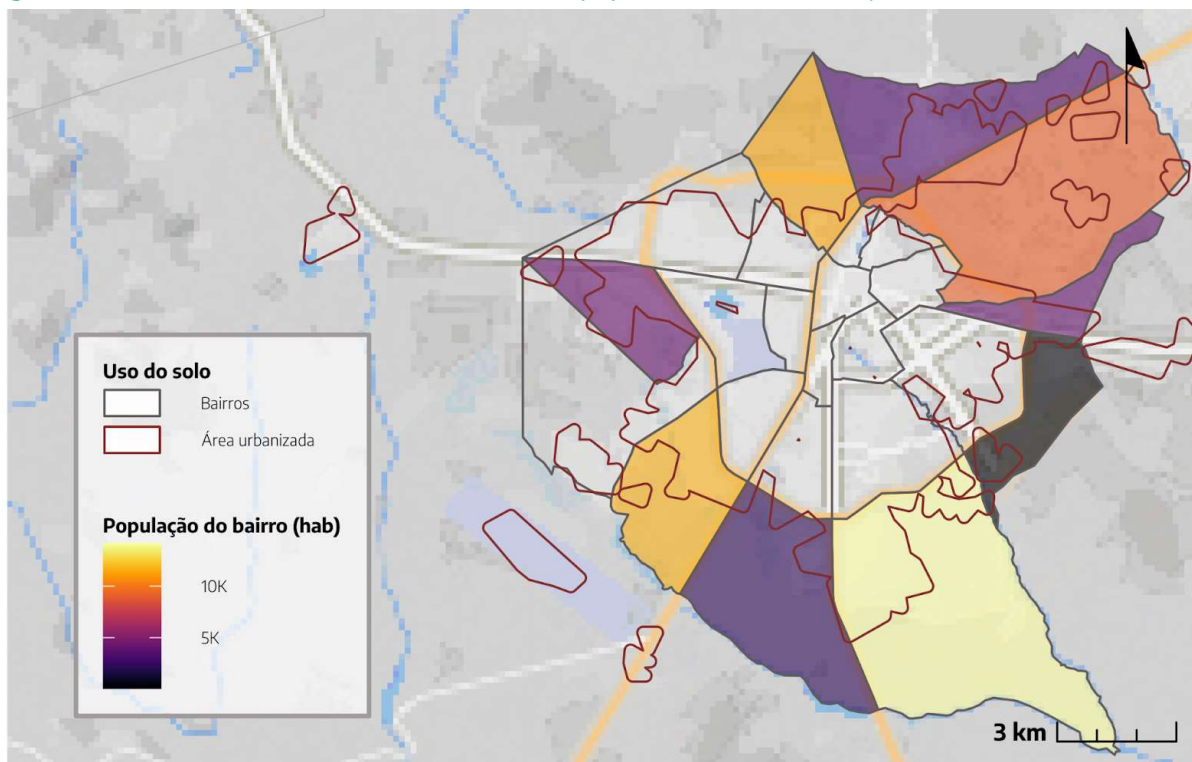 Uso do solo
Bairros
Área urbanizada
População do bairro (hab)
10K
5K
3 km